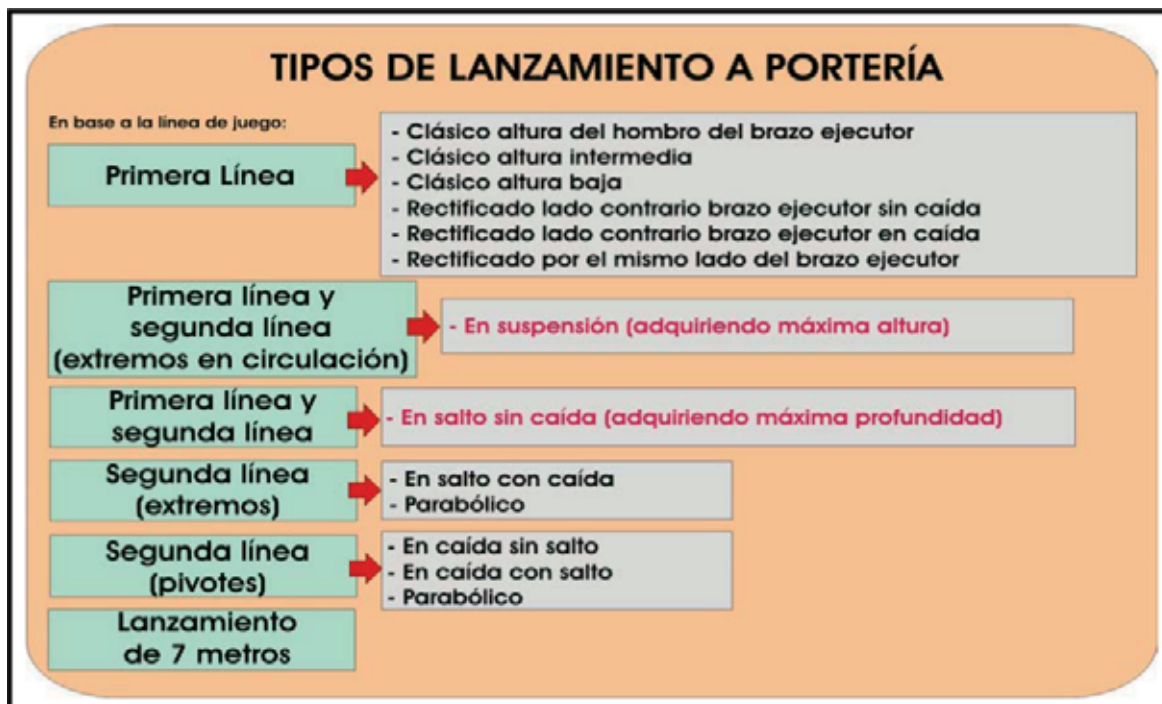 TIPOS DE LANZAMIENTO A PORTERÍA
En base a la línea de juego:
Primera Línea
- Clásico altura del hombro del brazo ejecutor
- Clásico altura intermedia
- Clásico altura baja
- Rectificado lado contrario brazo ejecutor sin caída
- Rectificado lado contrario brazo ejecutor en caída
- Rectificado por el mismo lado del brazo ejecutor
Primera línea y
segunda línea
(extremos en circulación)
- En suspensión (adquiriendo máxima altura)
Primera línea y
segunda línea
- En salto sin caída (adquiriendo máxima profundidad)
Segunda línea
(extremos)
- En salto con caída
- Parabólico
Segunda línea
(pivotes)
- En caída sin salto
- En caída con salto
- Parabólico
Lanzamiento
de 7 metros